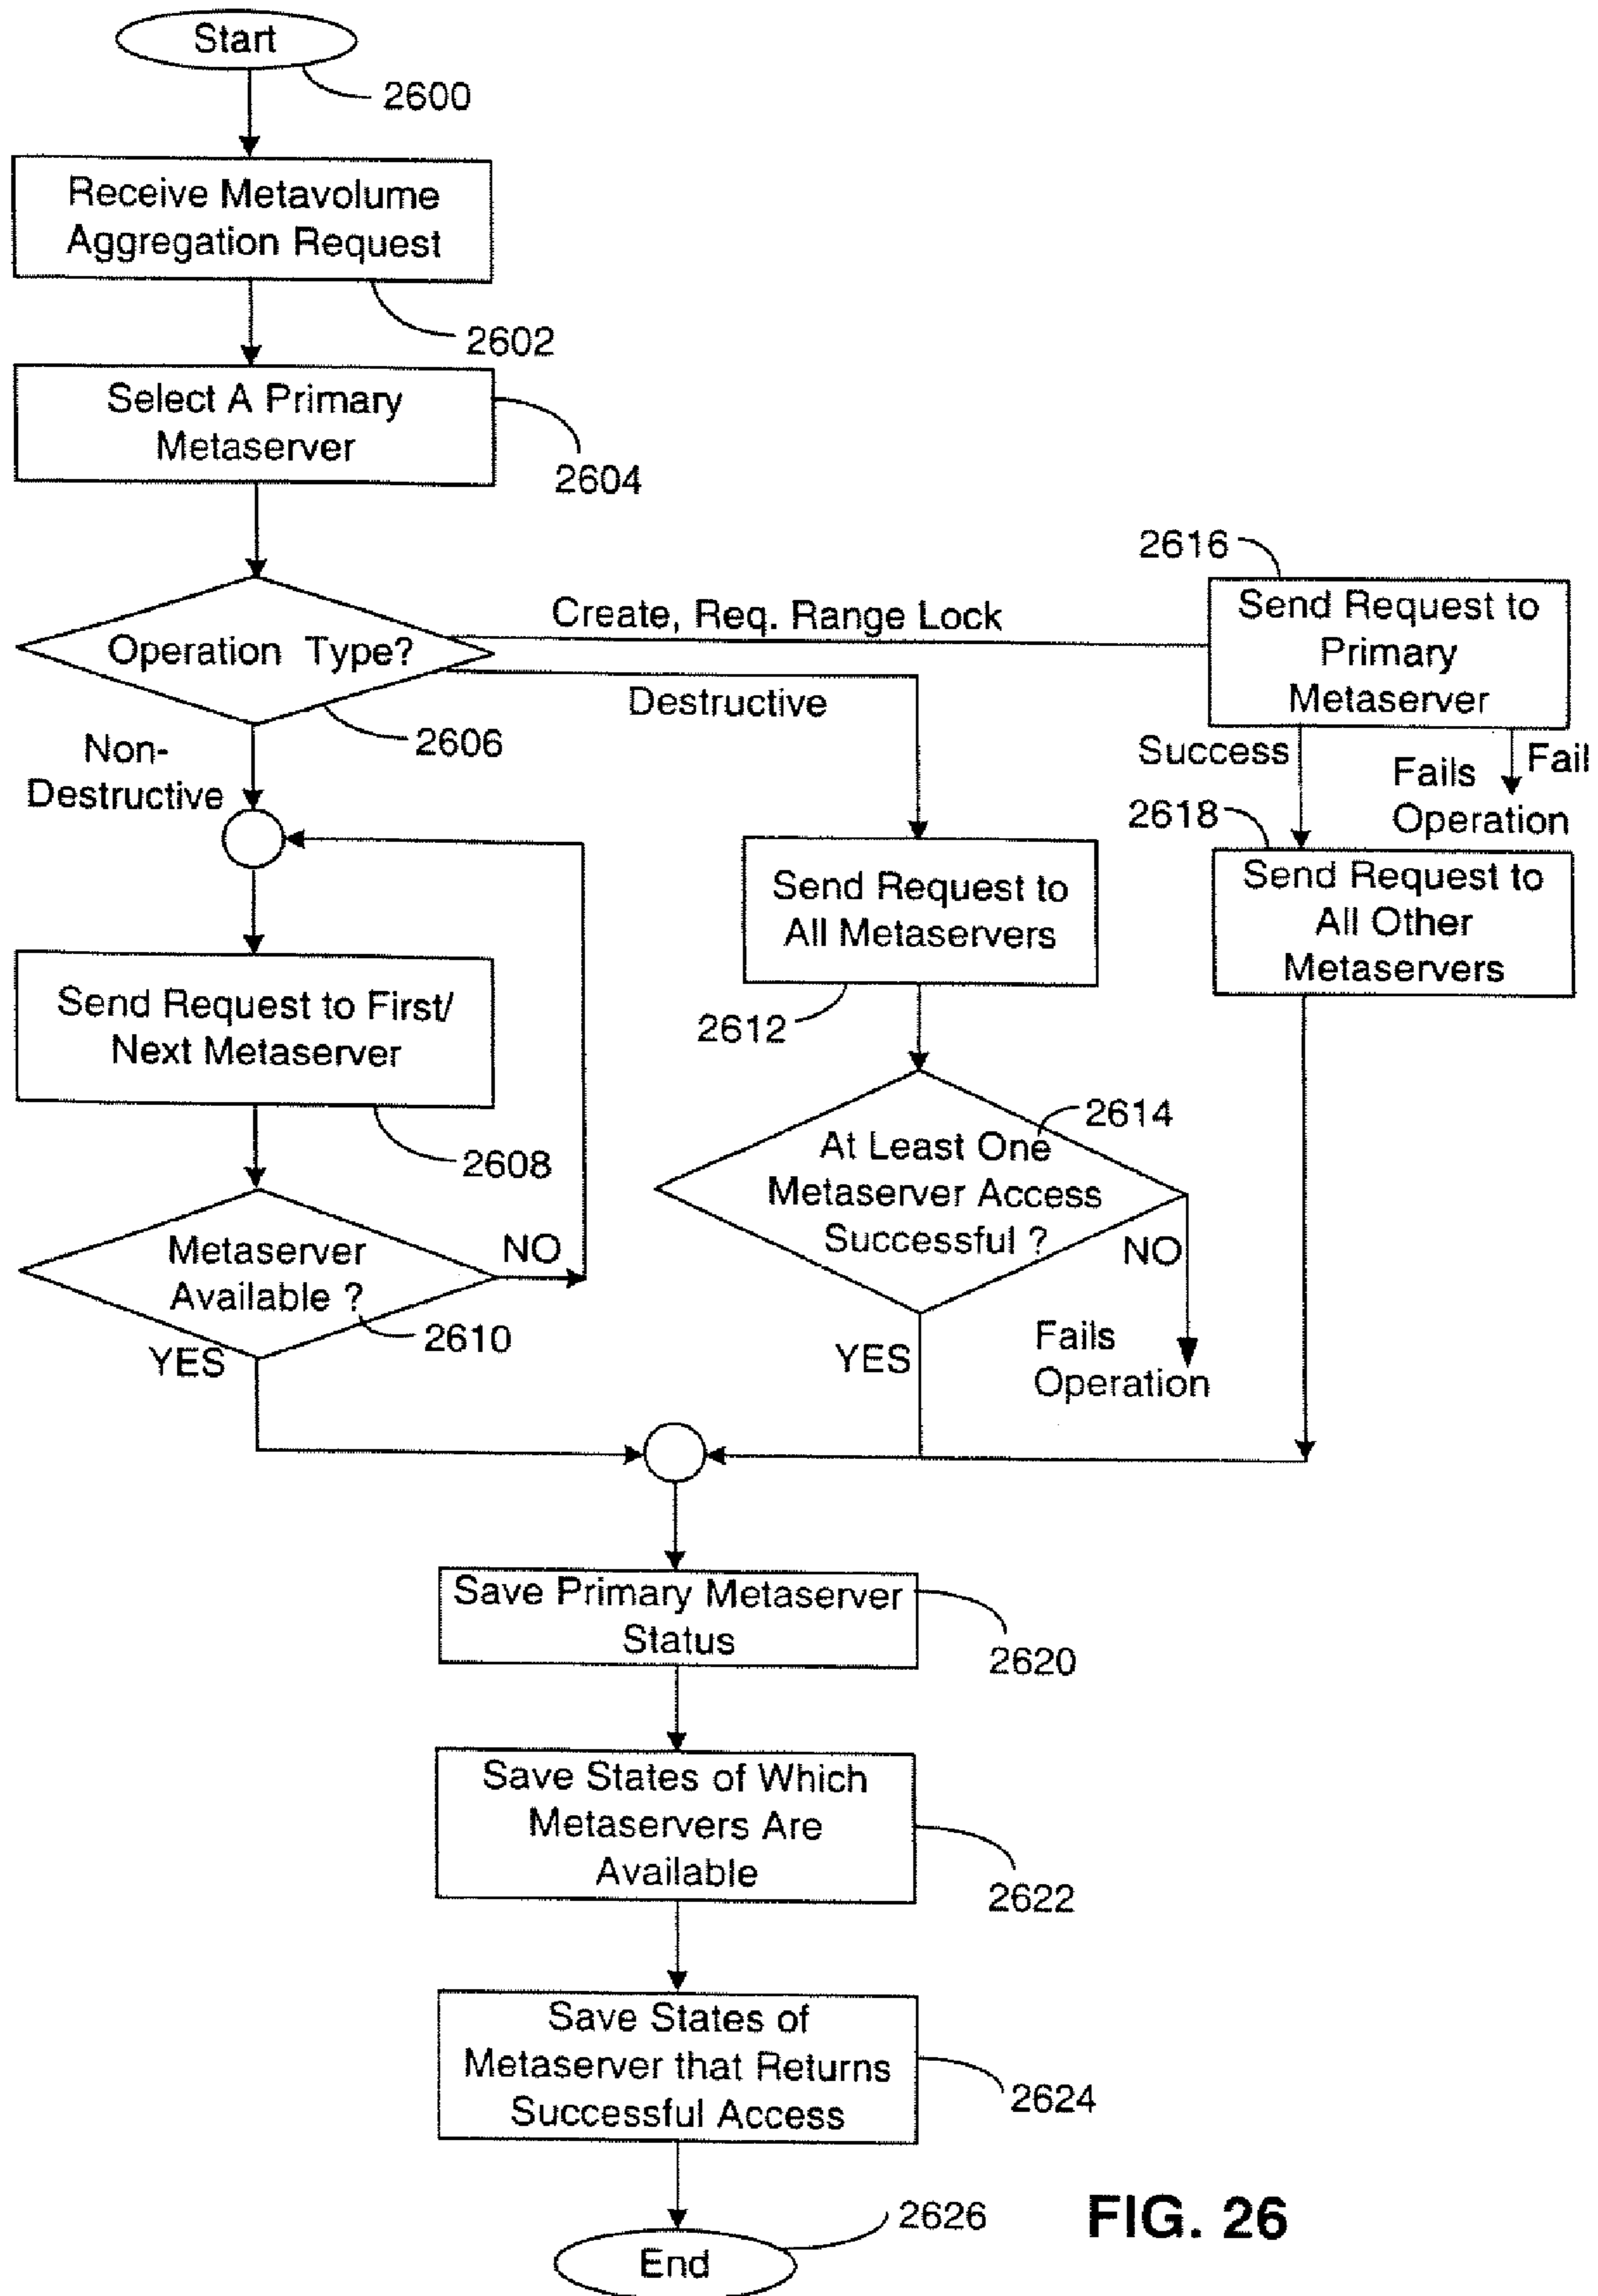 Start
2600
Receive Metavolume
Aggregation Request
2602
Select A Primary
Metaserver
2604
Operation Type?
2606
Create, Req. Range Lock
Destructive
Non-
Destructive
2616
Send Request to
Primary
Metaserver
Success
Fail
Fails
Operation
2618
Send Request to
All Other
Metaservers
Send Request to
All Metaservers
2612
Send Request to First/
Next Metaserver
2608
2614
At Least One
Metaserver Access
Successful ?
NO
YES
Fails
Operation
Metaserver
Available ?
NO
2610
YES
Save Primary Metaserver
Status
2620
Save States of Which
Metaservers Are
Available
2622
Save States of
Metaserver that Returns
Successful Access
2624
2626
End
FIG. 26